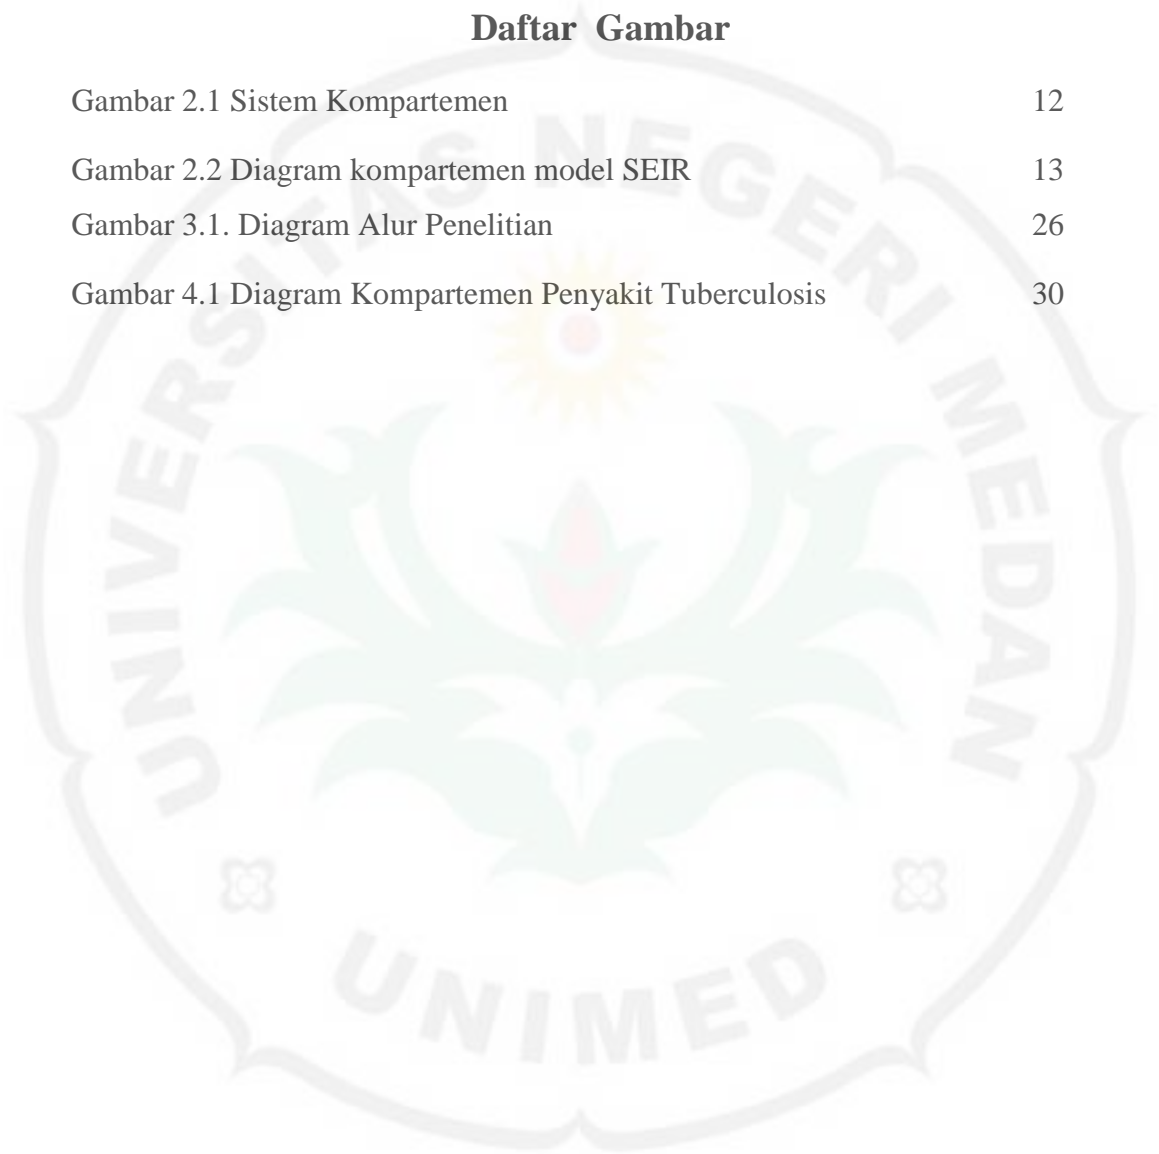 Daftar Gambar
Gambar 2.1 Sistem Kompartemen 12
Gambar 2.2 Diagram kompartemen model SEIR 13
Gambar 3.1. Diagram Alur Penelitian 26
Gambar 4.1 Diagram Kompartemen Penyakit Tuberculosis 30
UNIVERSITAS NEGERI MEDAN
UNIMED